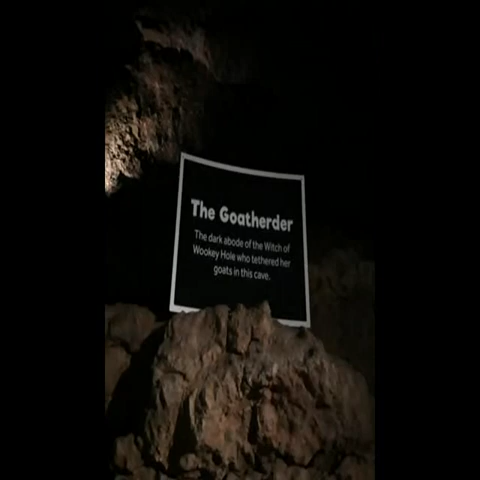 The Goatherder
The dark abode of the Witch of
Wookey Hole who tethered her
goats in this cave.